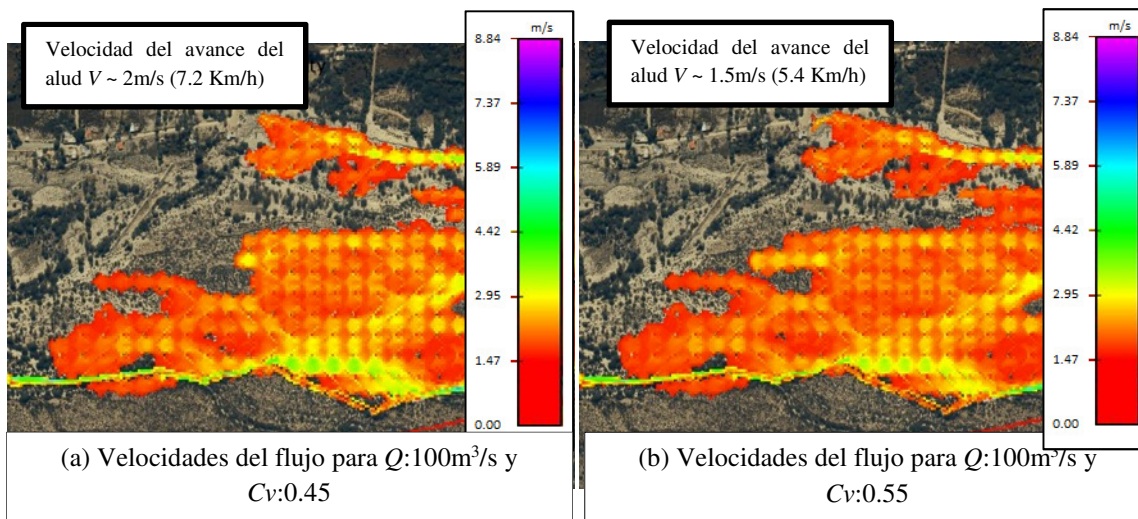 Velocidad del avance del
alud V ~ 2m/s (7.2 Km/h)
m/s
8.84
7.37
5.89
4.42
2.95
1.47
0.00
(a) Velocidades del flujo para Q:100m³/s y
Cv:0.45
Velocidad del avance del
alud V ~ 1.5m/s (5.4 Km/h)
m/s
8.84
7.37
5.89
4.42
2.95
1.47
0.00
(b) Velocidades del flujo para Q:100m³/s y
Cv:0.55